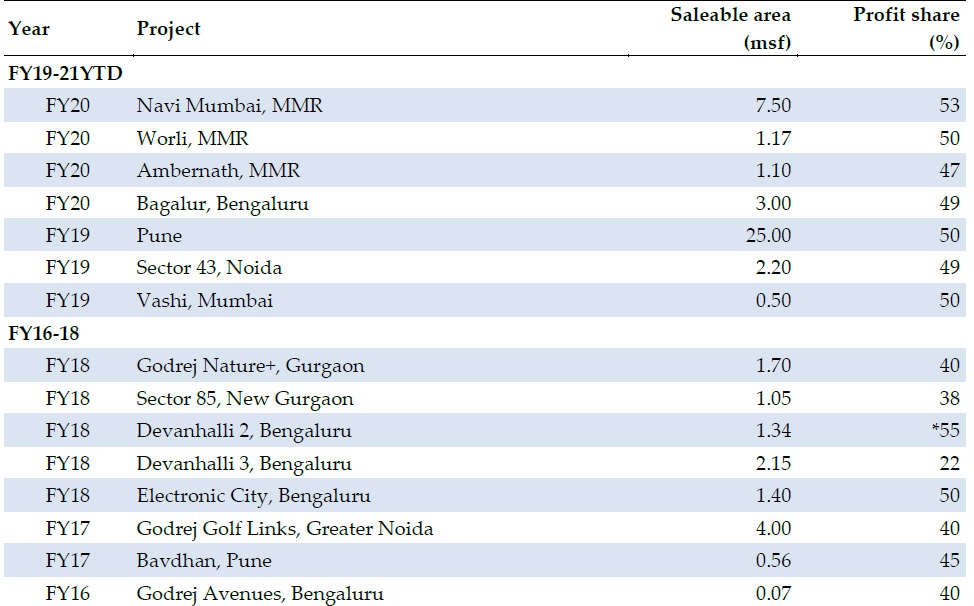 Year Project Saleable area (msf) Profit share (%)
FY19-21YTD
FY20 Navi Mumbai, MMR 7.50 53
FY20 Worli, MMR 1.17 50
FY20 Ambernath, MMR 1.10 47
FY20 Bagalur, Bengaluru 3.00 49
FY19 Pune 25.00 50
FY19 Sector 43, Noida 2.20 49
FY19 Vashi, Mumbai 0.50 50
FY16-18
FY18 Godrej Nature+, Gurgaon 1.70 40
FY18 Sector 85, New Gurgaon 1.05 38
FY18 Devanhalli 2, Bengaluru 1.34 *55
FY18 Devanhalli 3, Bengaluru 2.15 22
FY18 Electronic City, Bengaluru 1.40 50
FY17 Godrej Golf Links, Greater Noida 4.00 40
FY17 Bavdhan, Pune 0.56 45
FY16 Godrej Avenues, Bengaluru 0.07 40